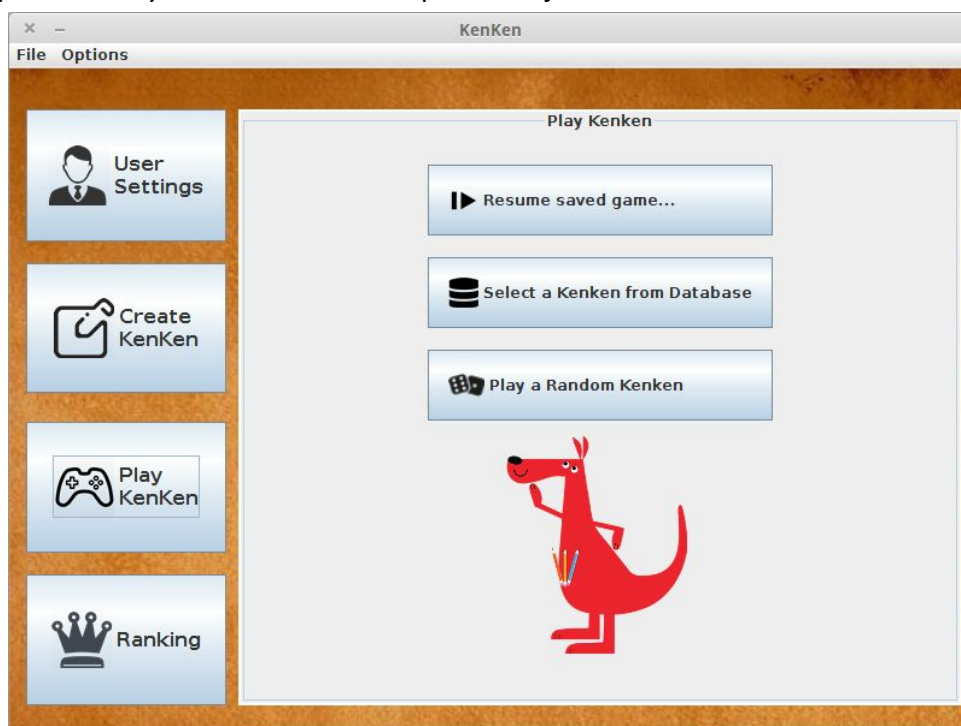 KenKen
File Options
Play Kenken
User
Settings
Create
KenKen
Play
KenKen
Ranking
Resume saved game...
Select a Kenken from Database
Play a Random Kenken